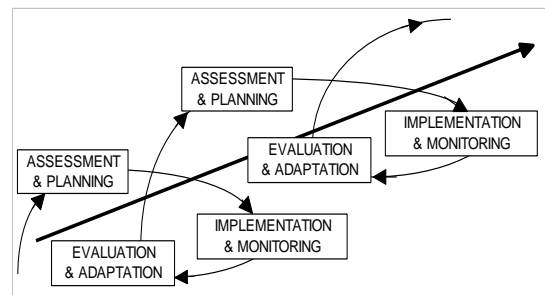 ASSESSMENT
& PLANNING
IMPLEMENTATION
& MONITORING
EVALUATION
& ADAPTATION
ASSESSMENT
& PLANNING
IMPLEMENTATION
& MONITORING
EVALUATION
& ADAPTATION